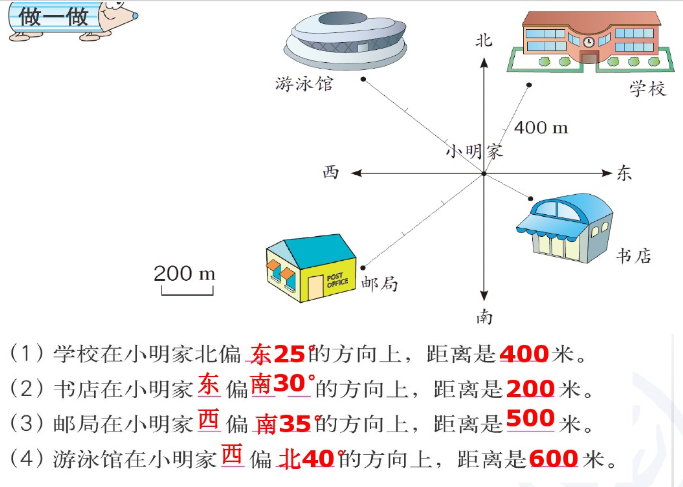 做一做
北
游泳馆
学校
400 m
小明家
西
东
POST OFFICE
邮局
书店
200 m
南
(1)学校在小明家北偏东25°的方向上，距离是400米。
(2)书店在小明家东偏南30°的方向上，距离是200米。
(3)邮局在小明家西偏南35°的方向上，距离是500米。
(4)游泳馆在小明家西偏北40°的方向上，距离是600米。